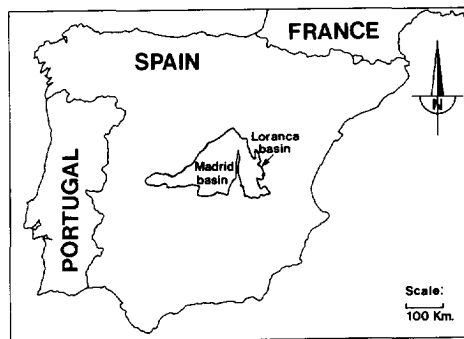 FRANCE
SPAIN
N
Loranca
basin
Madrid
basin
PORTUGAL
Scale:
100 Km.